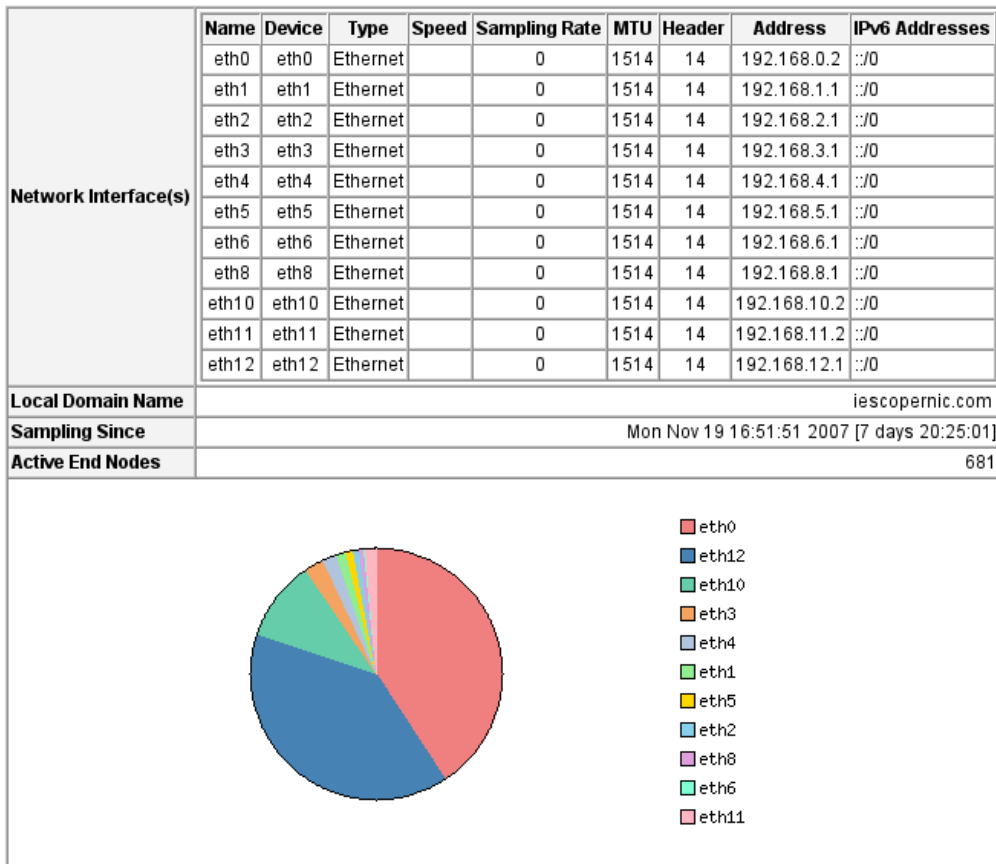 Name Device Type Speed Sampling Rate MTU Header Address IPv6 Addresses
Network Interface(s)
eth0 eth0 Ethernet 0 1514 14 192.168.0.2 ::/0
eth1 eth1 Ethernet 0 1514 14 192.168.1.1 ::/0
eth2 eth2 Ethernet 0 1514 14 192.168.2.1 ::/0
eth3 eth3 Ethernet 0 1514 14 192.168.3.1 ::/0
eth4 eth4 Ethernet 0 1514 14 192.168.4.1 ::/0
eth5 eth5 Ethernet 0 1514 14 192.168.5.1 ::/0
eth6 eth6 Ethernet 0 1514 14 192.168.6.1 ::/0
eth8 eth8 Ethernet 0 1514 14 192.168.8.1 ::/0
eth10 eth10 Ethernet 0 1514 14 192.168.10.2 ::/0
eth11 eth11 Ethernet 0 1514 14 192.168.11.2 ::/0
eth12 eth12 Ethernet 0 1514 14 192.168.12.1 ::/0
Local Domain Name iescopernic.com
Sampling Since Mon Nov 19 16:51:51 2007 [7 days 20:25:01]
Active End Nodes 681
eth0
eth12
eth10
eth3
eth4
eth1
eth5
eth2
eth8
eth6
eth11